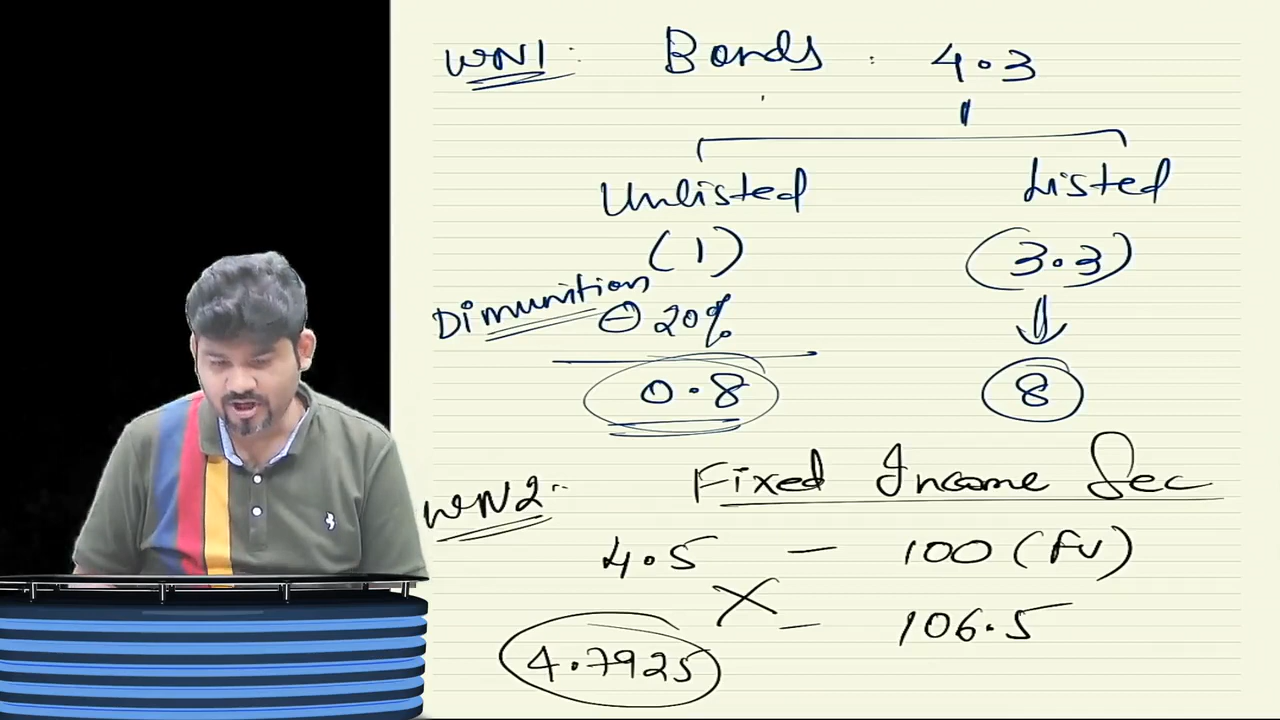 WN1: Bonds : 4.3
Unlisted Listed
(1) (3.3)
Dimunition ⊖ 20%
0.8 8
WN2:- Fixed Income Sec
4.5 — 100 (FV)
X — 106.5
4.7925